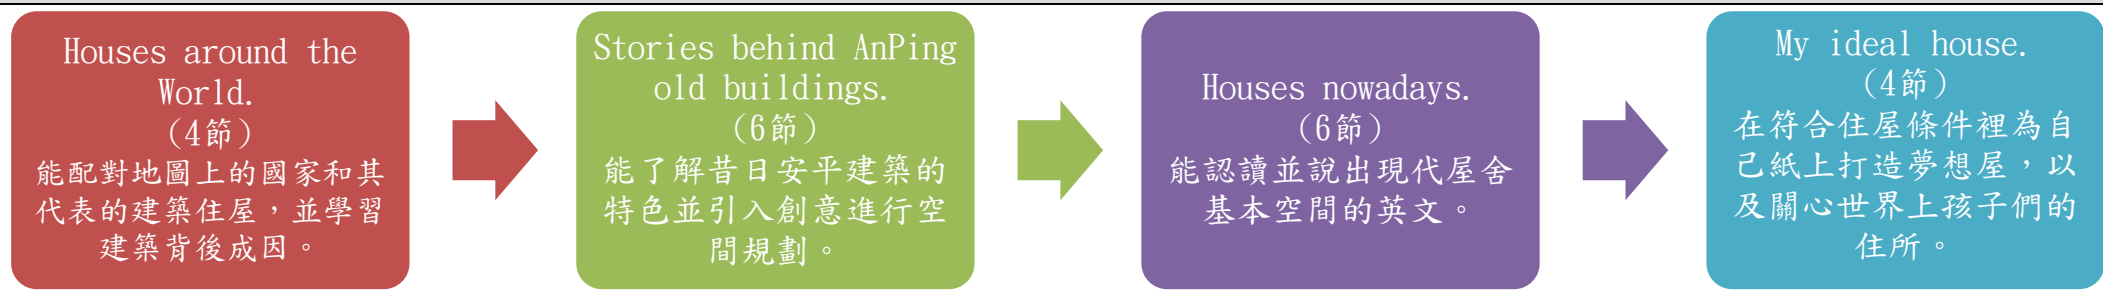 Houses around the
World.
(4節)
能配對地圖上的國家和其
代表的建築住屋，並學習
建築背後成因。
Stories behind AnPing
old buildings.
(6節)
能了解昔日安平建築的
特色並引入創意進行空
間規劃。
Houses nowadays.
(6節)
能認讀並說出現代屋舍
基本空間的英文。
My ideal house.
(4節)
在符合住屋條件裡為自
己紙上打造夢想屋，以
及關心世界上孩子們的
住所。